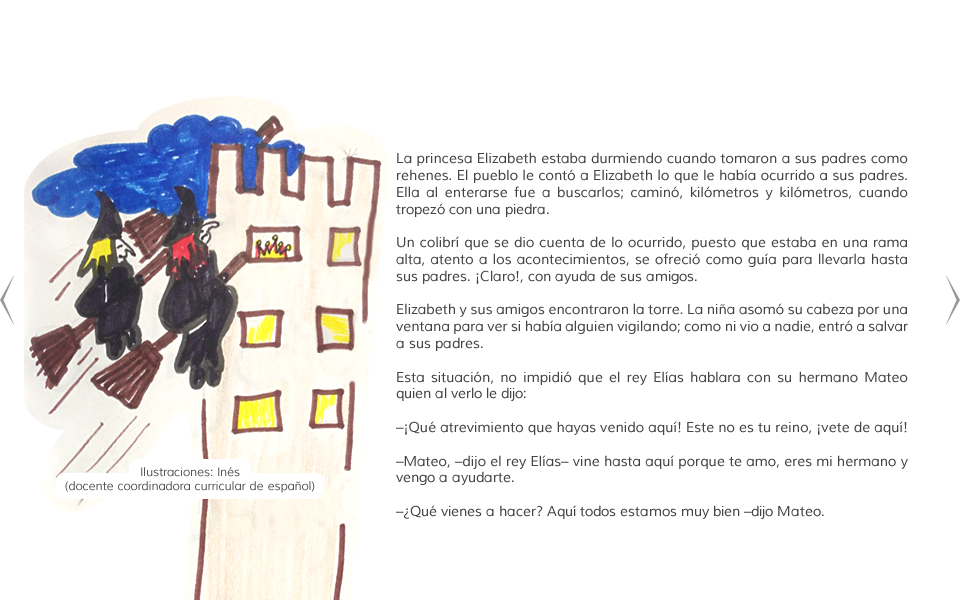 La princesa Elizabeth estaba durmiendo cuando tomaron a sus padres como
rehenes. El pueblo le contó a Elizabeth lo que le había ocurrido a sus padres.
Ella al enterarse fue a buscarlos; caminó, kilómetros y kilómetros, cuando
tropezó con una piedra.
Un colibrí que se dio cuenta de lo ocurrido, puesto que estaba en una rama
alta, atento a los acontecimientos, se ofreció como guía para llevarla hasta
sus padres. ¡Claro!, con ayuda de sus amigos.
Elizabeth y sus amigos encontraron la torre. La niña asomó su cabeza por una
ventana para ver si había alguien vigilando; como ni vio a nadie, entró a salvar
a sus padres.
Esta situación, no impidió que el rey Elías hablara con su hermano Mateo
quien al verlo le dijo:
–¡Qué atrevimiento que hayas venido aquí! Este no es tu reino, ¡vete de aquí!
–Mateo, –dijo el rey Elías– vine hasta aquí porque te amo, eres mi hermano y
vengo a ayudarte.
–¿Qué vienes a hacer? Aquí todos estamos muy bien –dijo Mateo.
Ilustraciones: Inés
(docente coordinadora curricular de español)